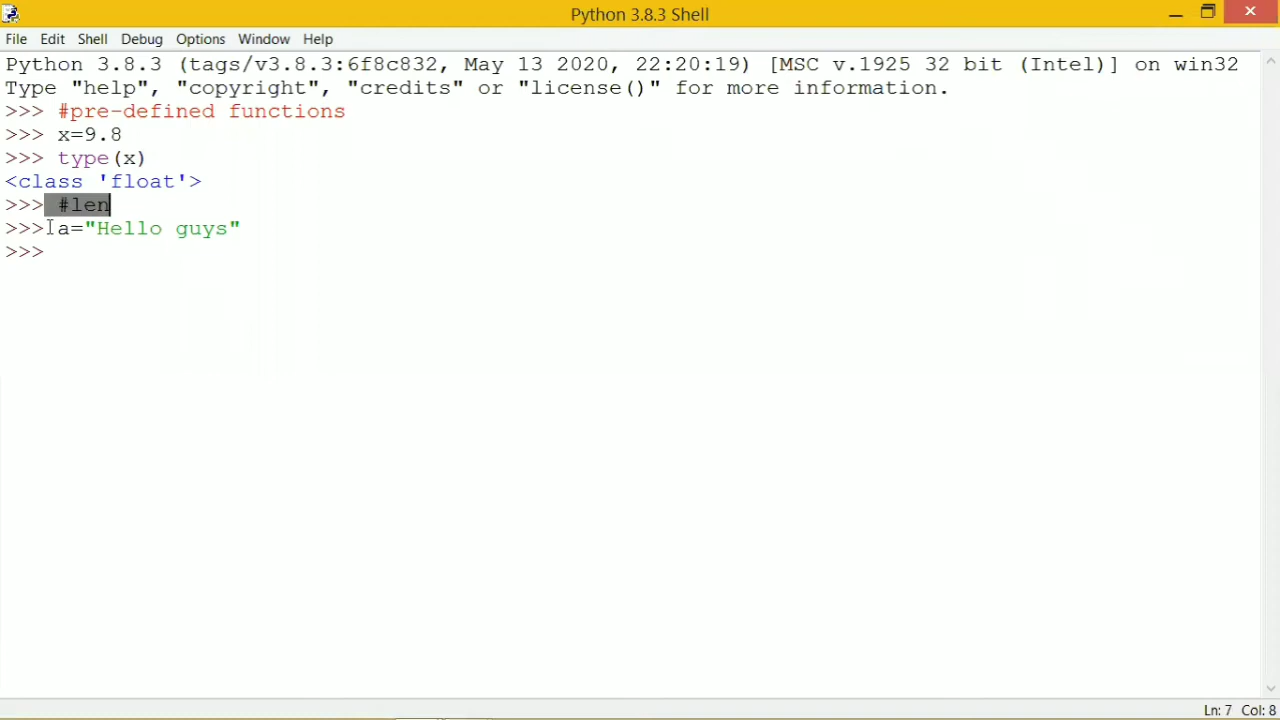 Python 3.8.3 Shell
File Edit Shell Debug Options Window Help
Python 3.8.3 (tags/v3.8.3:6f8c832, May 13 2020, 22:20:19) [MSC v.1925 32 bit (Intel)] on win32
Type "help", "copyright", "credits" or "license()" for more information.
>>> #pre-defined functions
>>> x=9.8
>>> type(x)
<class 'float'>
>>> #len
>>> a="Hello guys"
>>>
Ln: 7 Col: 8